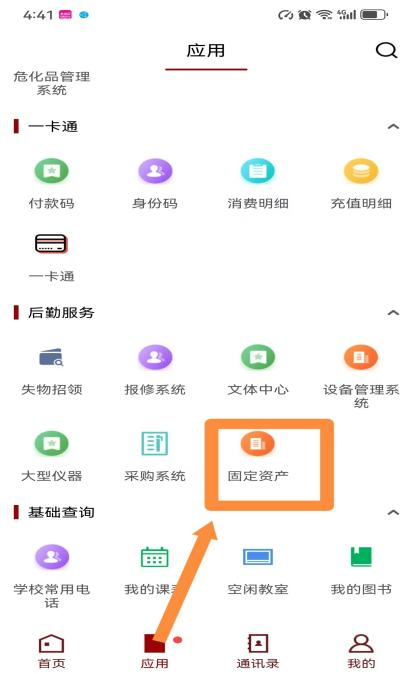 4:41
4G
应用
危化品管理
系统
一卡通
付款码 身份码 消费明细 充值明细
一卡通
后勤服务
失物招领 报修系统 文体中心 设备管理系
统
大型仪器 采购系统 固定资产
基础查询
学校常用电 我的课 空闲教室 我的图书
话
首页 应用 通讯录 我的